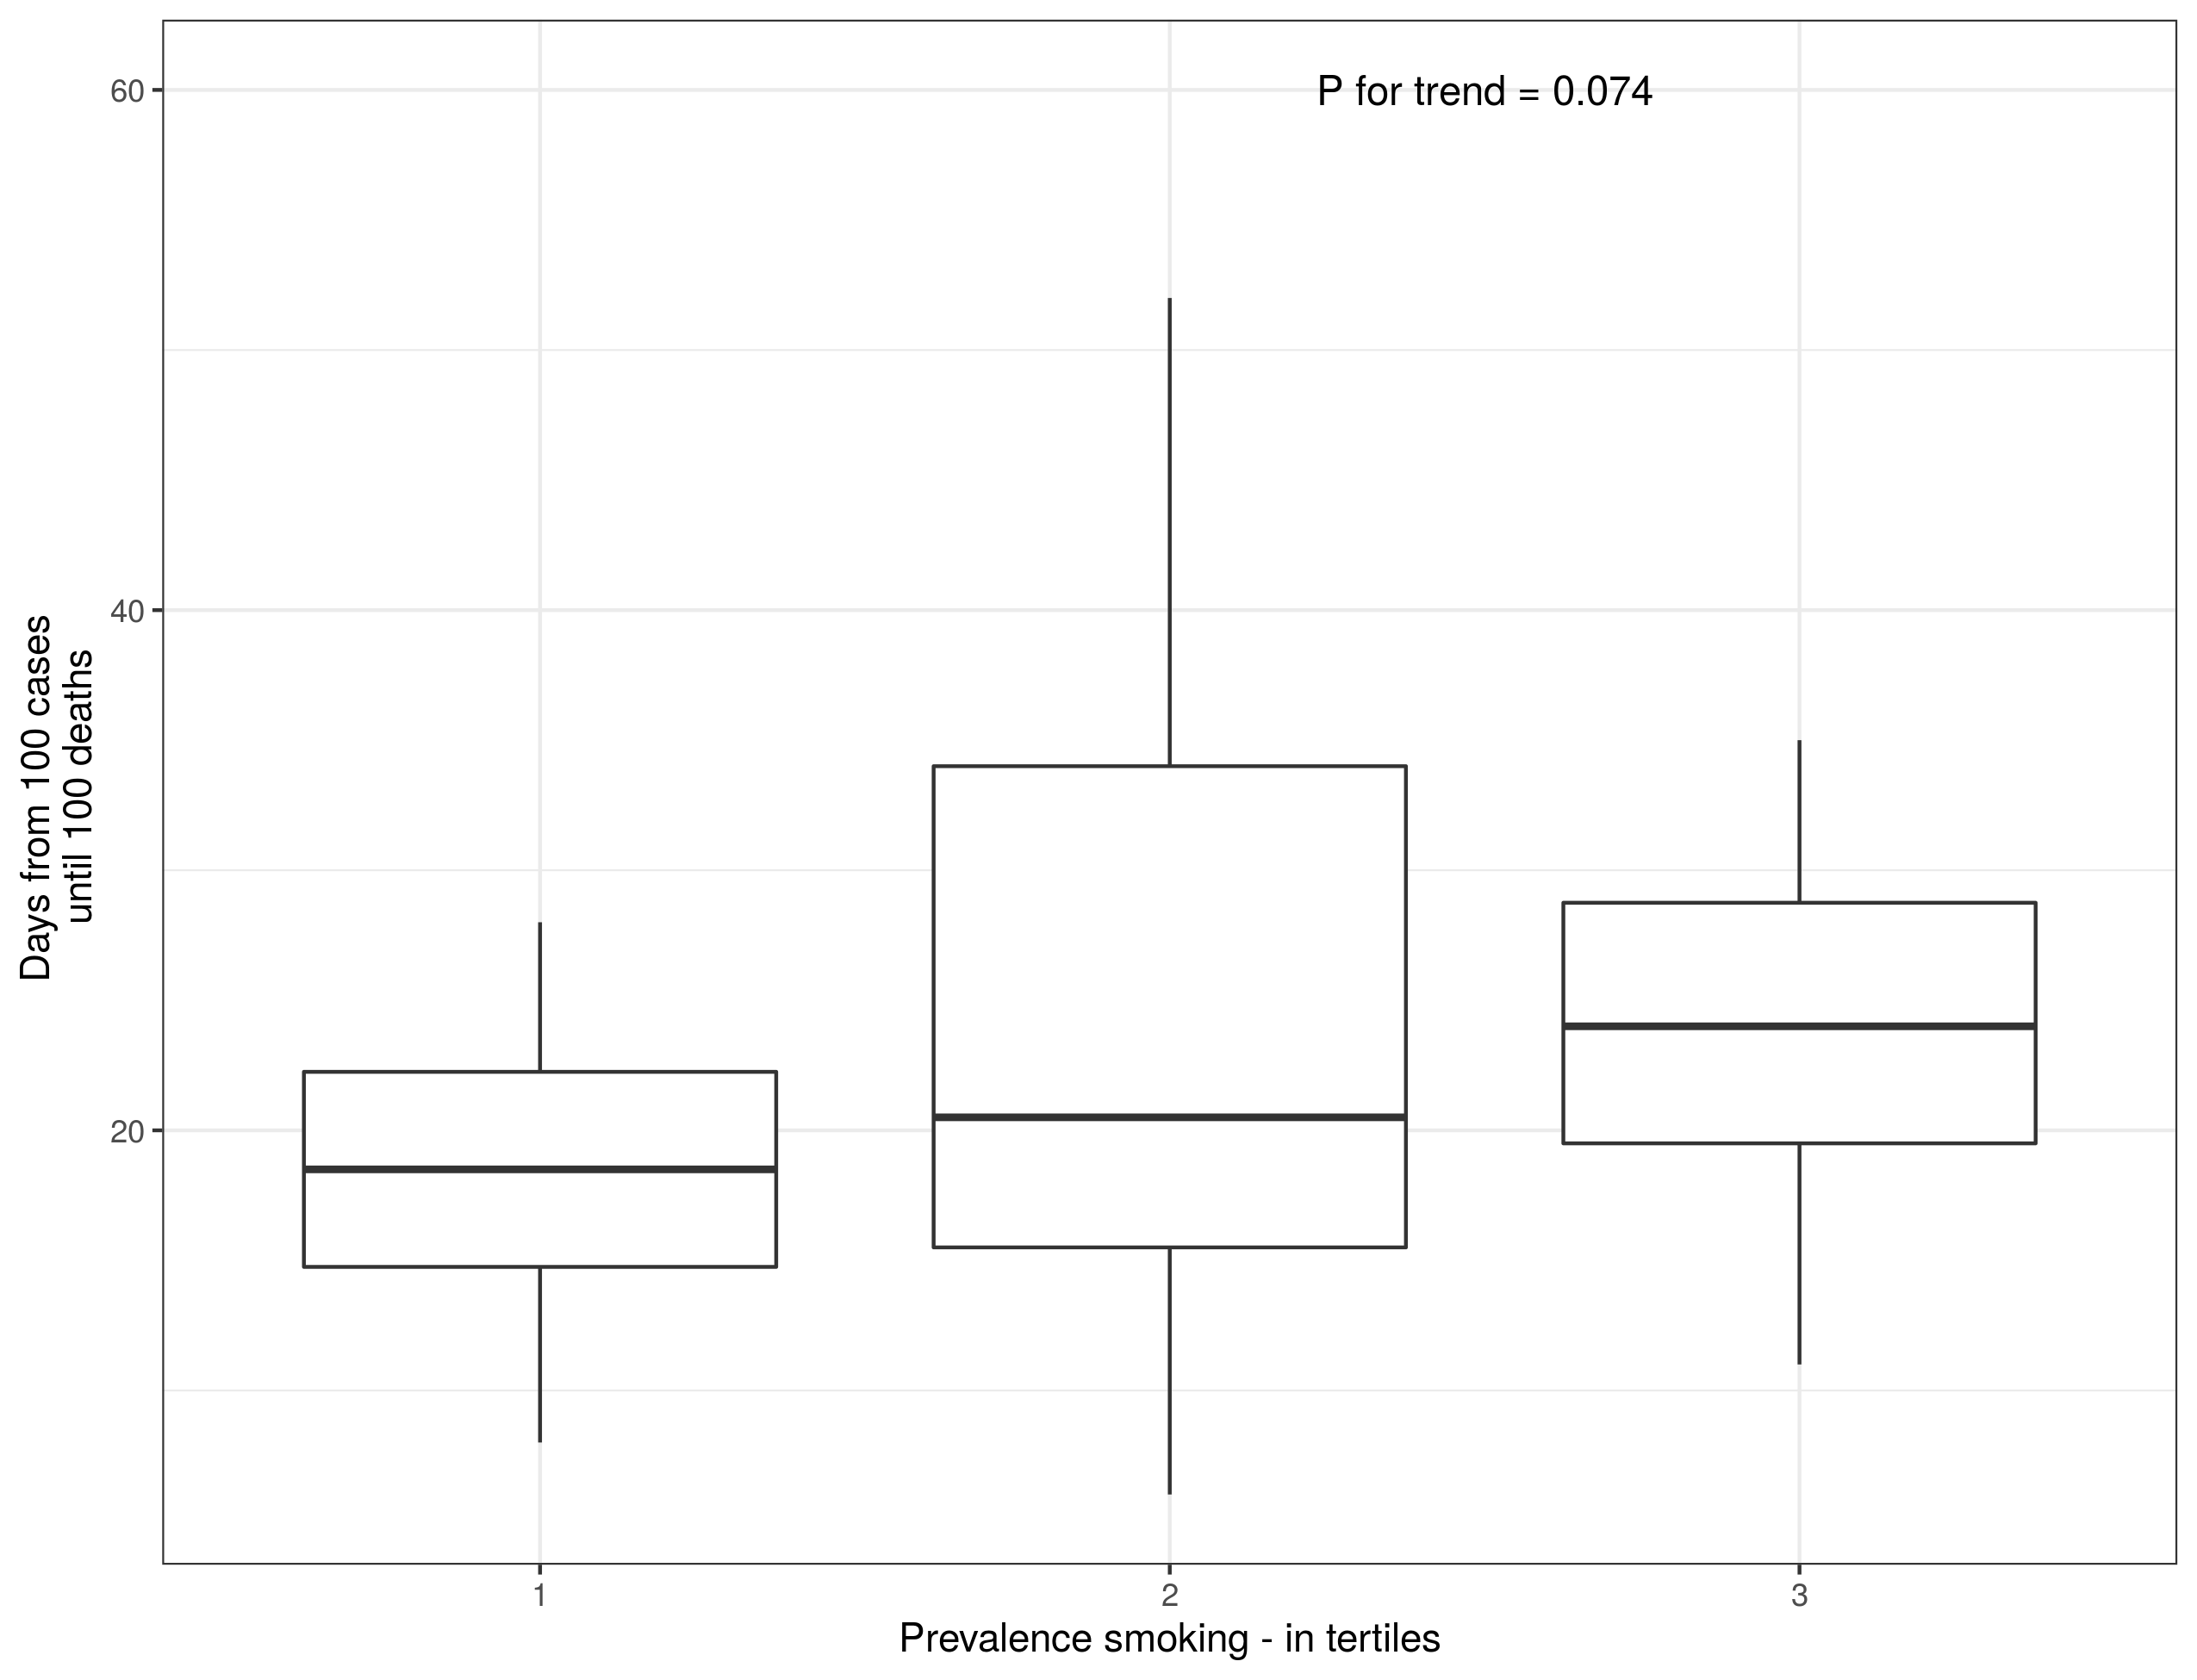 P for trend = 0.074
60
40
20
Days from 100 cases
until 100 deaths
1
2
3
Prevalence smoking - in tertiles